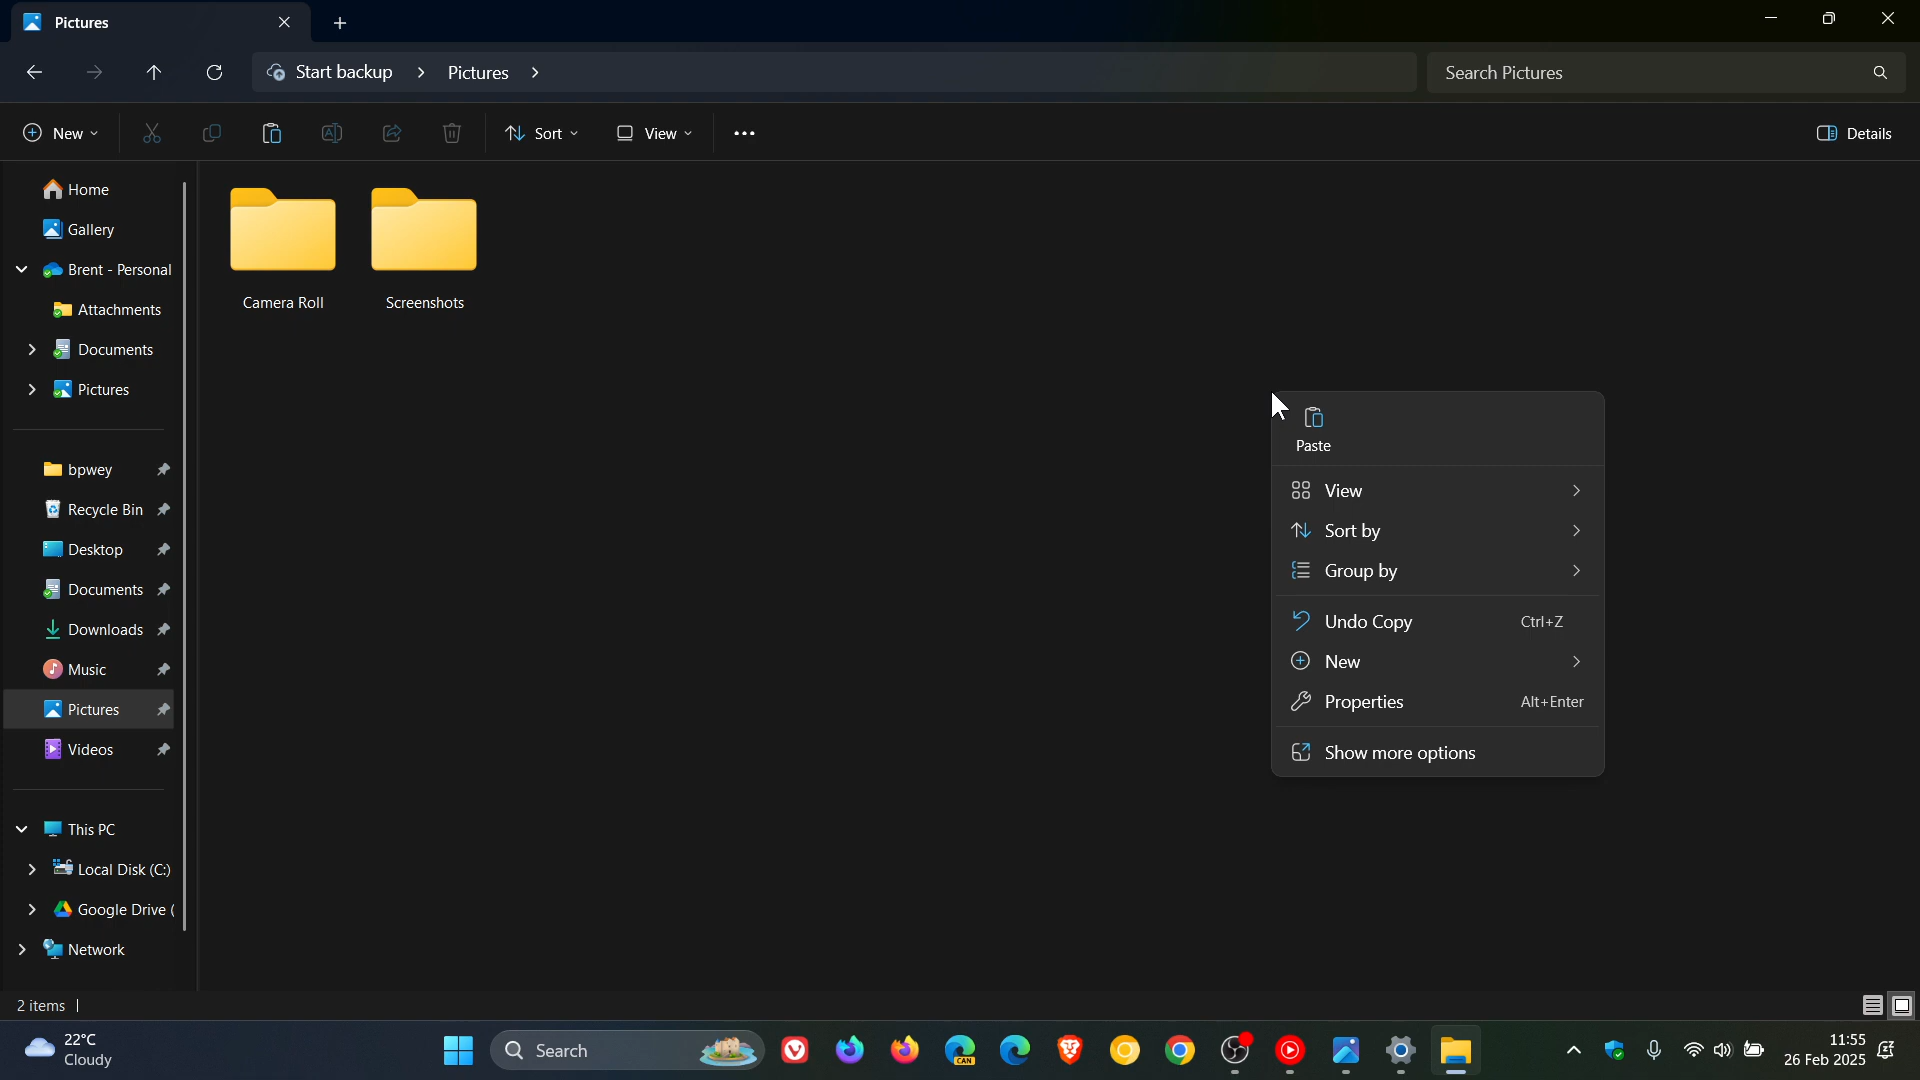 Pictures
Start backup > Pictures >
Search Pictures
New
Sort
View
Details
Home
Gallery
Brent - Personal
Attachments
Documents
Pictures
bpwey
Recycle Bin
Desktop
Documents
Downloads
Music
Pictures
Videos
This PC
Local Disk (C:)
Google Drive (
Network
Camera Roll
Screenshots
Paste
View
Sort by
Group by
Undo Copy Ctrl+Z
New
Properties Alt+Enter
Show more options
2 items
22°C
Cloudy
Search
CAN
11:55
26 Feb 2025